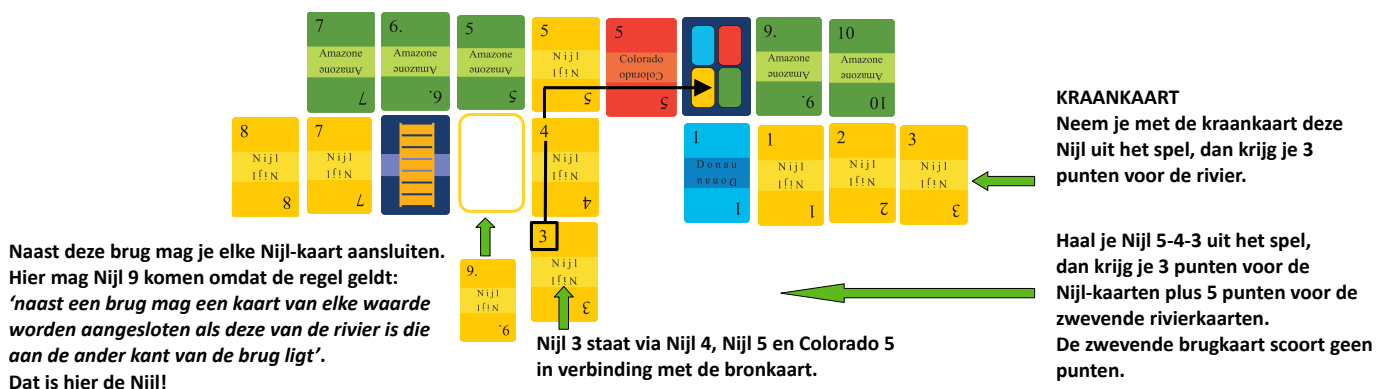 7
Amazone
Amazone
7
6.
Amazone
Amazone
6.
5
Amazone
Amazone
5
5
Nijl
Nijl
5
5
Colorado
Colorado
5
9.
Amazone
Amazone
9.
10
Amazone
Amazone
10
8
Nijl
Nijl
8
7
Nijl
Nijl
7
4
Nijl
Nijl
4
1
Donau
Donau
1
1
Nijl
Nijl
1
2
Nijl
Nijl
2
3
Nijl
Nijl
3
3
Nijl
Nijl
3
9.
Nijl
Nijl
9.
KRAANKAART
Neem je met de kraankaart deze
Nijl uit het spel, dan krijg je 3
punten voor de rivier.
Haal je Nijl 5-4-3 uit het spel,
dan krijg je 3 punten voor de
Nijl-kaarten plus 5 punten voor de
zwevende rivierkaarten.
De zwevende brugkaart scoort geen
punten.
Naast deze brug mag je elke Nijl-kaart aansluiten.
Hier mag Nijl 9 komen omdat de regel geldt:
‘naast een brug mag een kaart van elke waarde
worden aangesloten als deze van de rivier is die
aan de ander kant van de brug ligt’.
Dat is hier de Nijl!
Nijl 3 staat via Nijl 4, Nijl 5 en Colorado 5
in verbinding met de bronkaart.